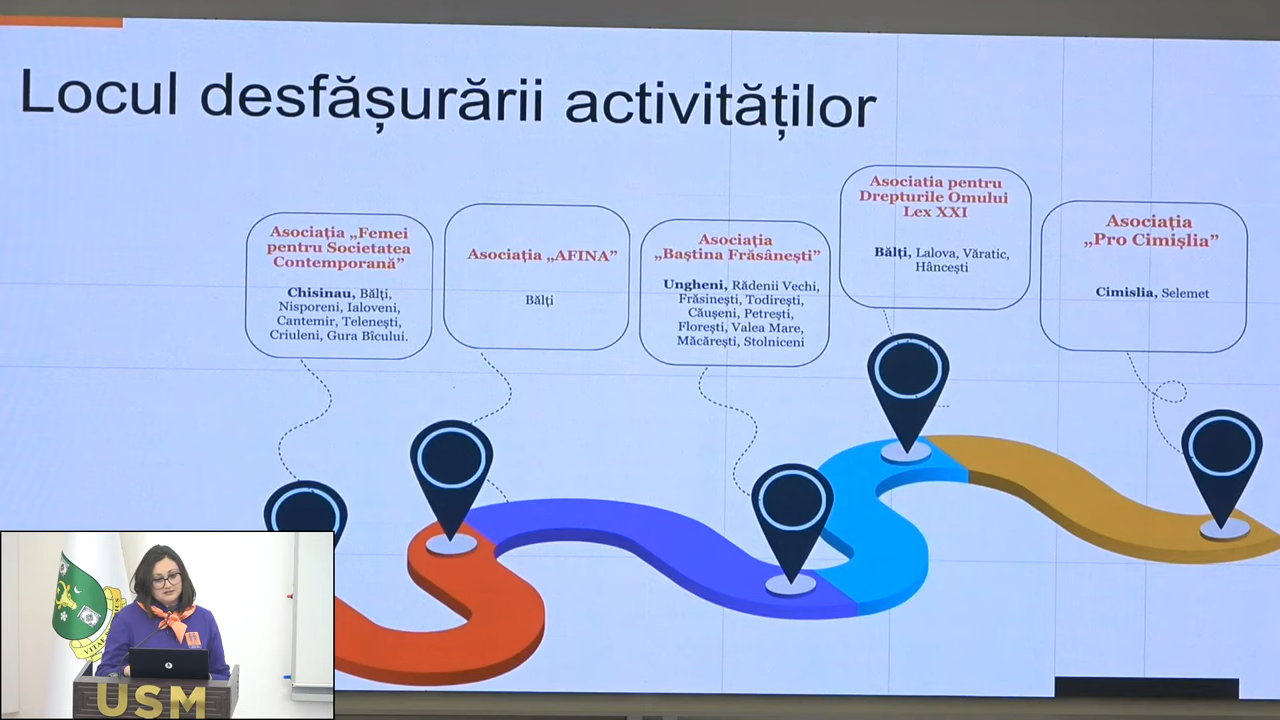 Locul desfășurării activităților
Asociația „Femei
pentru Societatea
Contemporană”
Chisinau, Bălți,
Nisporeni, Ialoveni,
Cantemir, Telenești,
Criuleni, Gura Bîcului.
Asociația „AFINA”
Bălți
Asociația
„Baștina Frăsânești”
Ungheni, Rădenii Vechi,
Frăsinești, Todirești,
Căușeni, Petrești,
Florești, Valea Mare,
Măcărești, Stolniceni
Asociatia pentru
Drepturile Omului
Lex XXI
Bălți, Lalova, Văratic,
Hâncești
Asociația
„Pro Cimișlia”
Cimislia, Selemet
USM